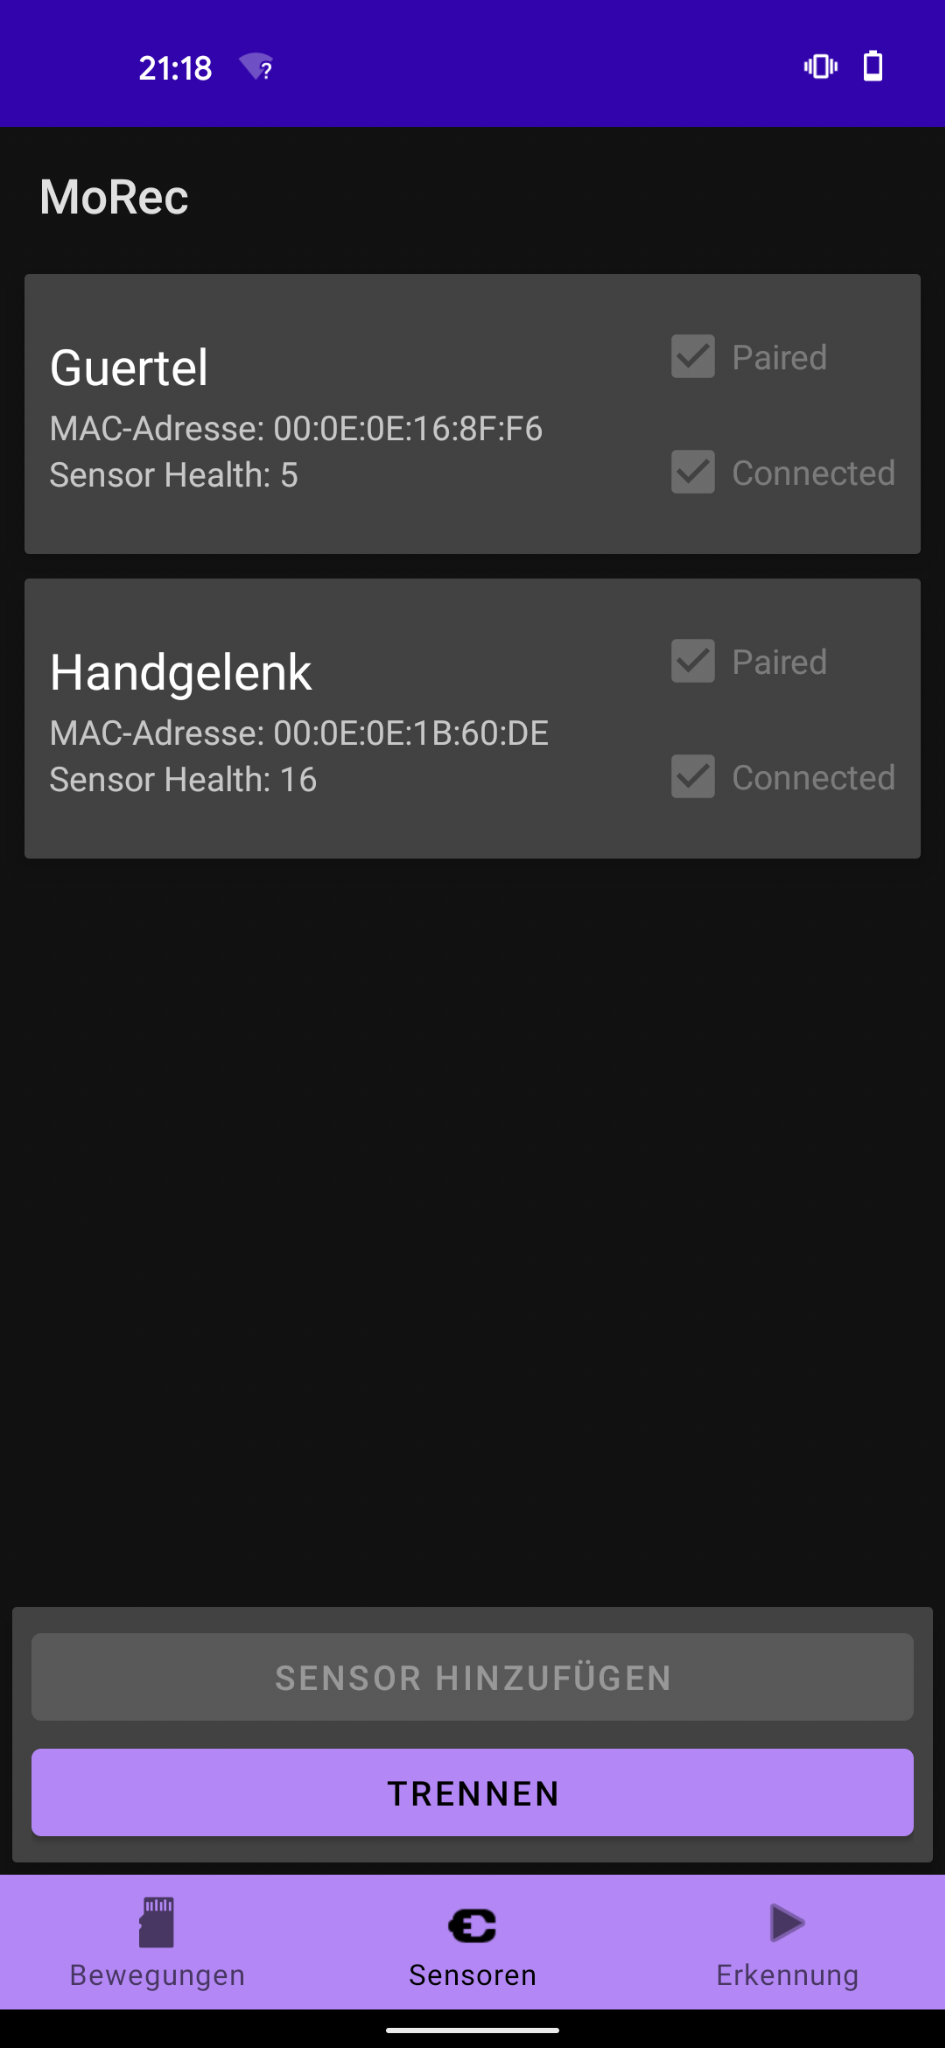 21:18
MoRec
Guertel
MAC-Adresse: 00:0E:0E:16:8F:F6
Sensor Health: 5
Paired
Connected
Handgelenk
MAC-Adresse: 00:0E:0E:1B:60:DE
Sensor Health: 16
Paired
Connected
SENSOR HINZUFÜGEN
TRENNEN
Bewegungen
Sensoren
Erkennung